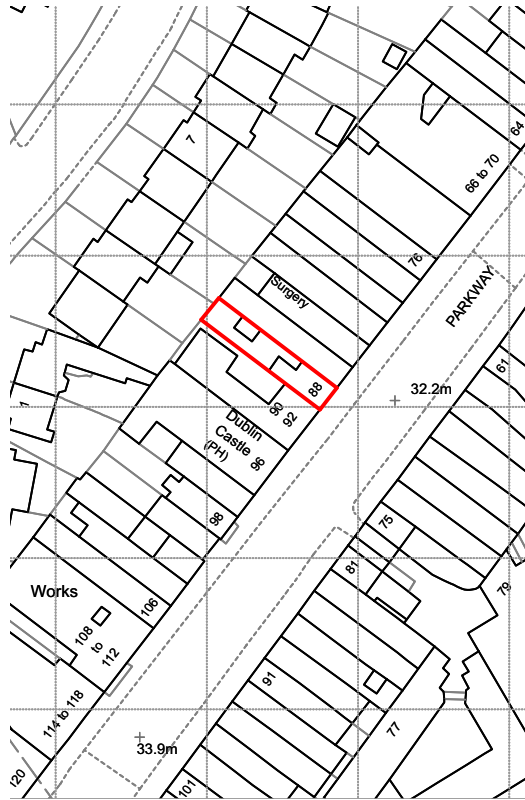 64
7
66 to 70
76
Surgery
PARKWAY
61
88
32.2m
90
92
Dublin
Castle
(PH)
96
1
98
75
81
79
Works
106
108
to
112
91
114 to 118
77
33.9m
120
101